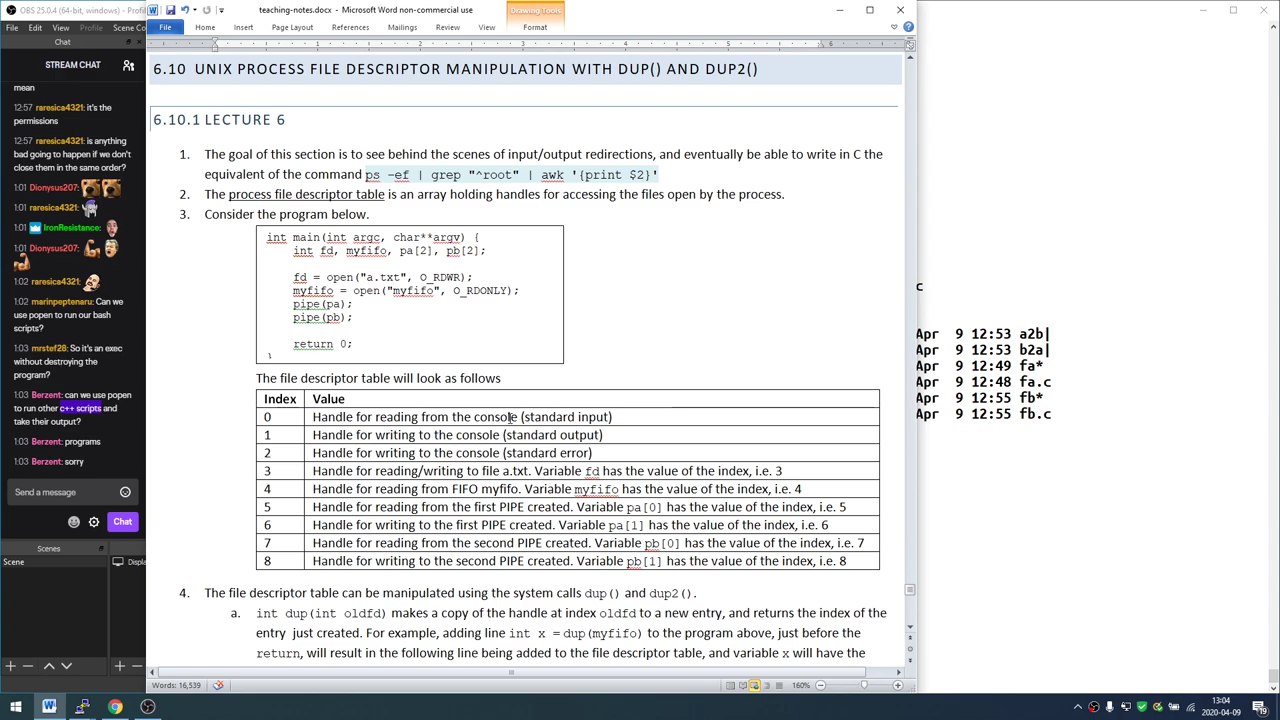 OBS 25.0.4 (64-bit, windows) - Profil
File Edit View Profile Scene Co
Chat
STREAM CHAT
mean
12:57 raresica4321: it's the
permissions
12:57 raresica4321: is anything
bad going to happen if we don't
close them in the same order?
1:01 Dionysus207:
1:01 raresica4321:
1:01 IronResistance:
1:01 Dionysus207:
1:02 raresica4321:
1:02 marinpeptenaru: Can we
use popen to run our bash
scripts?
1:03 mrstef28: So it's an exec
without destroying the
program?
1:03 Berzent: can we use popen
to run other c++ scripts and
take their output?
1:03 Berzent: programs
1:03 Berzent: sorry
Send a message
Chat
Scenes
Scene
Displa
teaching-notes.docx - Microsoft Word non-commercial use
Drawing Tools
File Home Insert Page Layout References Mailings Review View Format
6.10 UNIX PROCESS FILE DESCRIPTOR MANIPULATION WITH DUP() AND DUP2()
6.10.1 LECTURE 6
1. The goal of this section is to see behind the scenes of input/output redirections, and eventually be able to write in C the
equivalent of the command ps -ef | grep "^root" | awk '{print $2}'
2. The process file descriptor table is an array holding handles for accessing the files open by the process.
3. Consider the program below.
int main(int argc, char**argv) {
int fd, myfifo, pa[2], pb[2];
fd = open("a.txt", O_RDWR);
myfifo = open("myfifo", O_RDONLY);
pipe(pa);
pipe(pb);
return 0;
}
The file descriptor table will look as follows
Index Value
0 Handle for reading from the console (standard input)
1 Handle for writing to the console (standard output)
2 Handle for writing to the console (standard error)
3 Handle for reading/writing to file a.txt. Variable fd has the value of the index, i.e. 3
4 Handle for reading from FIFO myfifo. Variable myfifo has the value of the index, i.e. 4
5 Handle for reading from the first PIPE created. Variable pa[0] has the value of the index, i.e. 5
6 Handle for writing to the first PIPE created. Variable pa[1] has the value of the index, i.e. 6
7 Handle for reading from the second PIPE created. Variable pb[0] has the value of the index, i.e. 7
8 Handle for writing to the second PIPE created. Variable pb[1] has the value of the index, i.e. 8
4. The file descriptor table can be manipulated using the system calls dup() and dup2().
a. int dup(int oldfd) makes a copy of the handle at index oldfd to a new entry, and returns the index of the
entry just created. For example, adding line int x = dup(myfifo) to the program above, just before the
return, will result in the following line being added to the file descriptor table, and variable x will have the
Words: 16,539
160%
c
Apr 9 12:53 a2b|
Apr 9 12:53 b2a|
Apr 9 12:49 fa*
Apr 9 12:48 fa.c
Apr 9 12:55 fb*
Apr 9 12:55 fb.c
13:04
2020-04-09